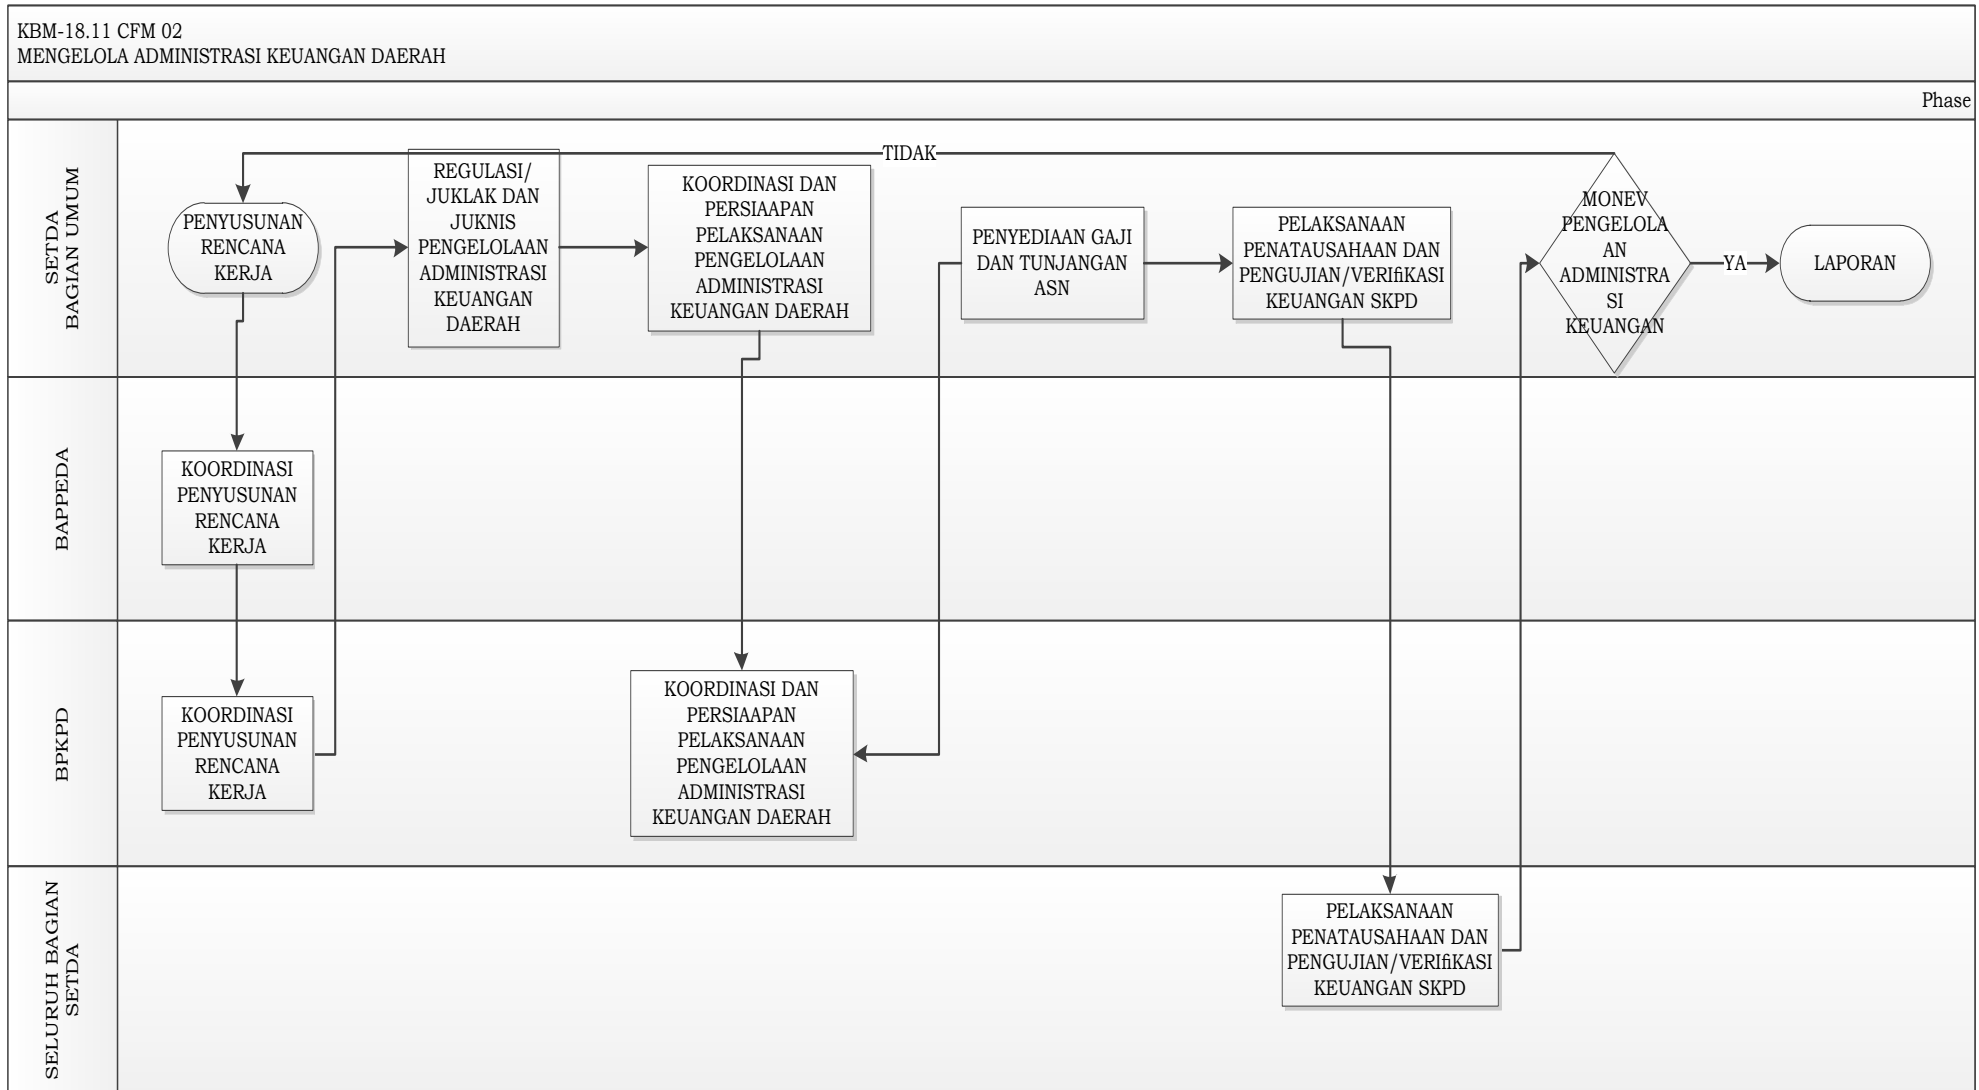 KBM-18.11 CFM 02
MENGELOLA ADMINISTRASI KEUANGAN DAERAH
Phase
SETDA
BAGIAN UMUM
PENYUSUNAN
RENCANA
KERJA
REGULASI/
JUKLAK DAN
JUKNIS
PENGELOLAAN
ADMINISTRASI
KEUANGAN
DAERAH
KOORDINASI DAN
PERSIAAPAN
PELAKSANAAN
PENGELOLAAN
ADMINISTRASI
KEUANGAN DAERAH
TIDAK
PENYEDIAAN GAJI
DAN TUNJANGAN
ASN
PELAKSANAAN
PENATAUSAHAAN DAN
PENGUJIAN/VERIfiKASI
KEUANGAN SKPD
MONEV
PENGELOLA
AN
ADMINISTRA
SI
KEUANGAN
YA
LAPORAN
BAPPEDA
KOORDINASI
PENYUSUNAN
RENCANA
KERJA
BPKPD
KOORDINASI
PENYUSUNAN
RENCANA
KERJA
KOORDINASI DAN
PERSIAAPAN
PELAKSANAAN
PENGELOLAAN
ADMINISTRASI
KEUANGAN DAERAH
SELURUH BAGIAN
SETDA
PELAKSANAAN
PENATAUSAHAAN DAN
PENGUJIAN/VERIfiKASI
KEUANGAN SKPD